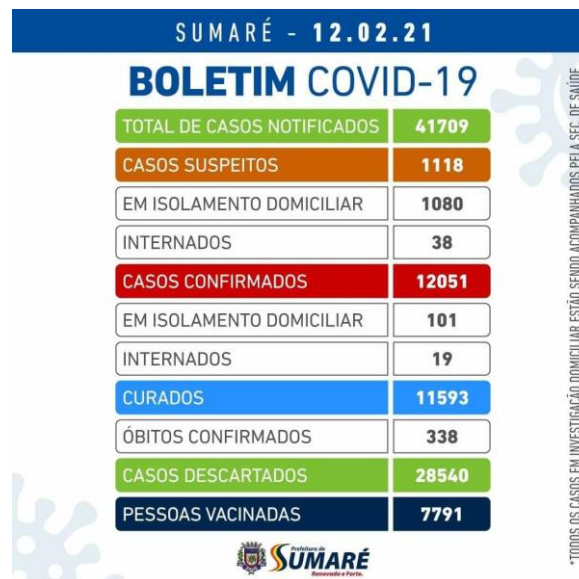 SUMARÉ - 12.02.21
BOLETIM COVID-19
TOTAL DE CASOS NOTIFICADOS 41709
CASOS SUSPEITOS 1118
EM ISOLAMENTO DOMICILIAR 1080
INTERNADOS 38
CASOS CONFIRMADOS 12051
EM ISOLAMENTO DOMICILIAR 101
INTERNADOS 19
CURADOS 11593
ÓBITOS CONFIRMADOS 338
CASOS DESCARTADOS 28540
PESSOAS VACINADAS 7791
Prefeitura de
SUMARÉ
Renovada e Forte.
*TODOS OS CASOS EM INVESTIGAÇÃO DOMICILIAR ESTÃO SENDO ACOMPANHADOS PELA SEC. DE SAÚDE